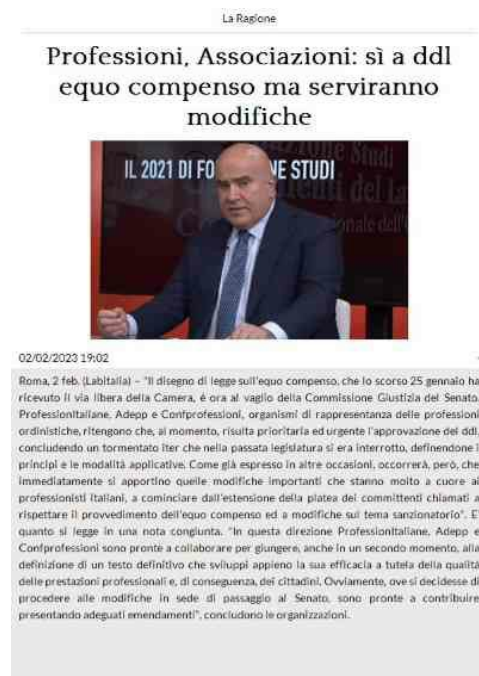 La Ragione
Professioni, Associazioni: sì a ddl
equo compenso ma serviranno
modifiche
IL 2021 DI FO NE STUDI
02/02/2023 19:02
Roma, 2 feb. (Labitalia) – "Il disegno di legge sull'equo compenso, che lo scorso 25 gennaio ha
ricevuto il via libera della Camera, è ora al vaglio della Commissione Giustizia del Senato.
ProfessionItaliane, Adepp e Confprofessioni, organismi di rappresentanza delle professioni
ordinistiche, ritengono che, al momento, risulta prioritaria ed urgente l'approvazione del ddl,
concludendo un tormentato iter che nella passata legislatura si era interrotto, definendone i
principi e le modalità applicative. Come già espresso in altre occasioni, occorrerà, però, che
immediatamente si apportino quelle modifiche importanti che stanno molto a cuore ai
professionisti italiani, a cominciare dall'estensione della platea dei committenti chiamati a
rispettare il provvedimento dell'equo compenso ed a modifiche sul tema sanzionatorio". E'
quanto si legge in una nota congiunta. "In questa direzione ProfessionItaliane, Adepp e
Confprofessioni sono pronte a collaborare per giungere, anche in un secondo momento, alla
definizione di un testo definitivo che sviluppi appieno la sua efficacia a tutela della qualità
delle prestazioni professionali e, di conseguenza, dei cittadini. Ovviamente, ove si decidesse di
procedere alle modifiche in sede di passaggio al Senato, sono pronte a contribuire
presentando adeguati emendamenti", concludono le organizzazioni.